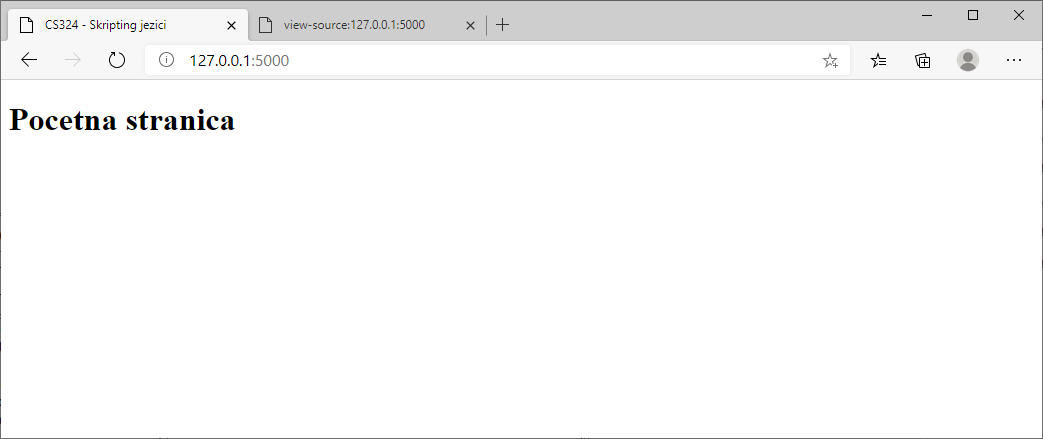 CS324 - Skripting jezici
view-source:127.0.0.1:5000
127.0.0.1:5000
Pocetna stranica